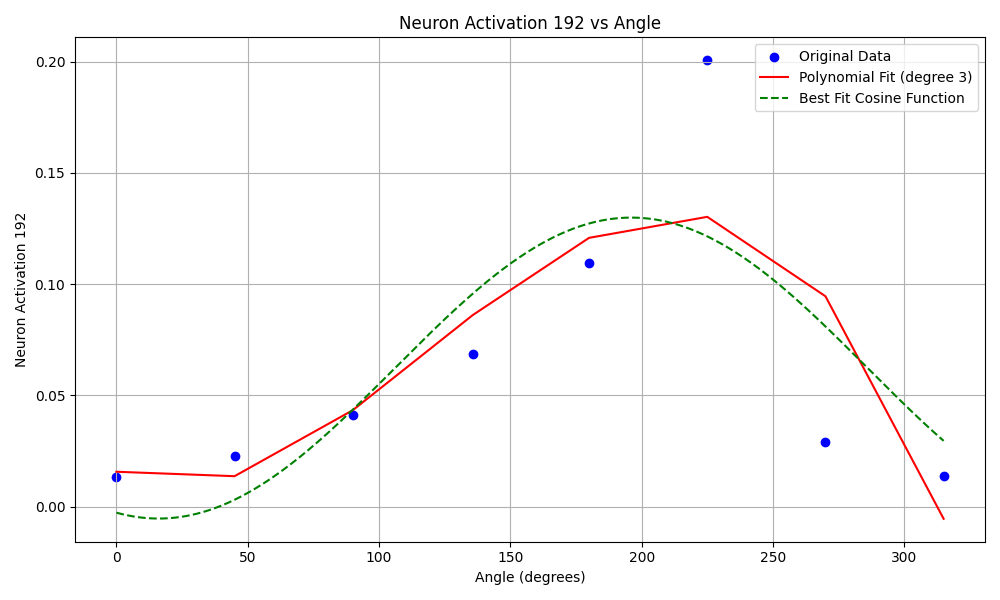 Neuron Activation 192 vs Angle
Original Data
Polynomial Fit (degree 3)
Best Fit Cosine Function
Neuron Activation 192
0.20
0.15
0.10
0.05
0.00
0
50
100
150
200
250
300
Angle (degrees)